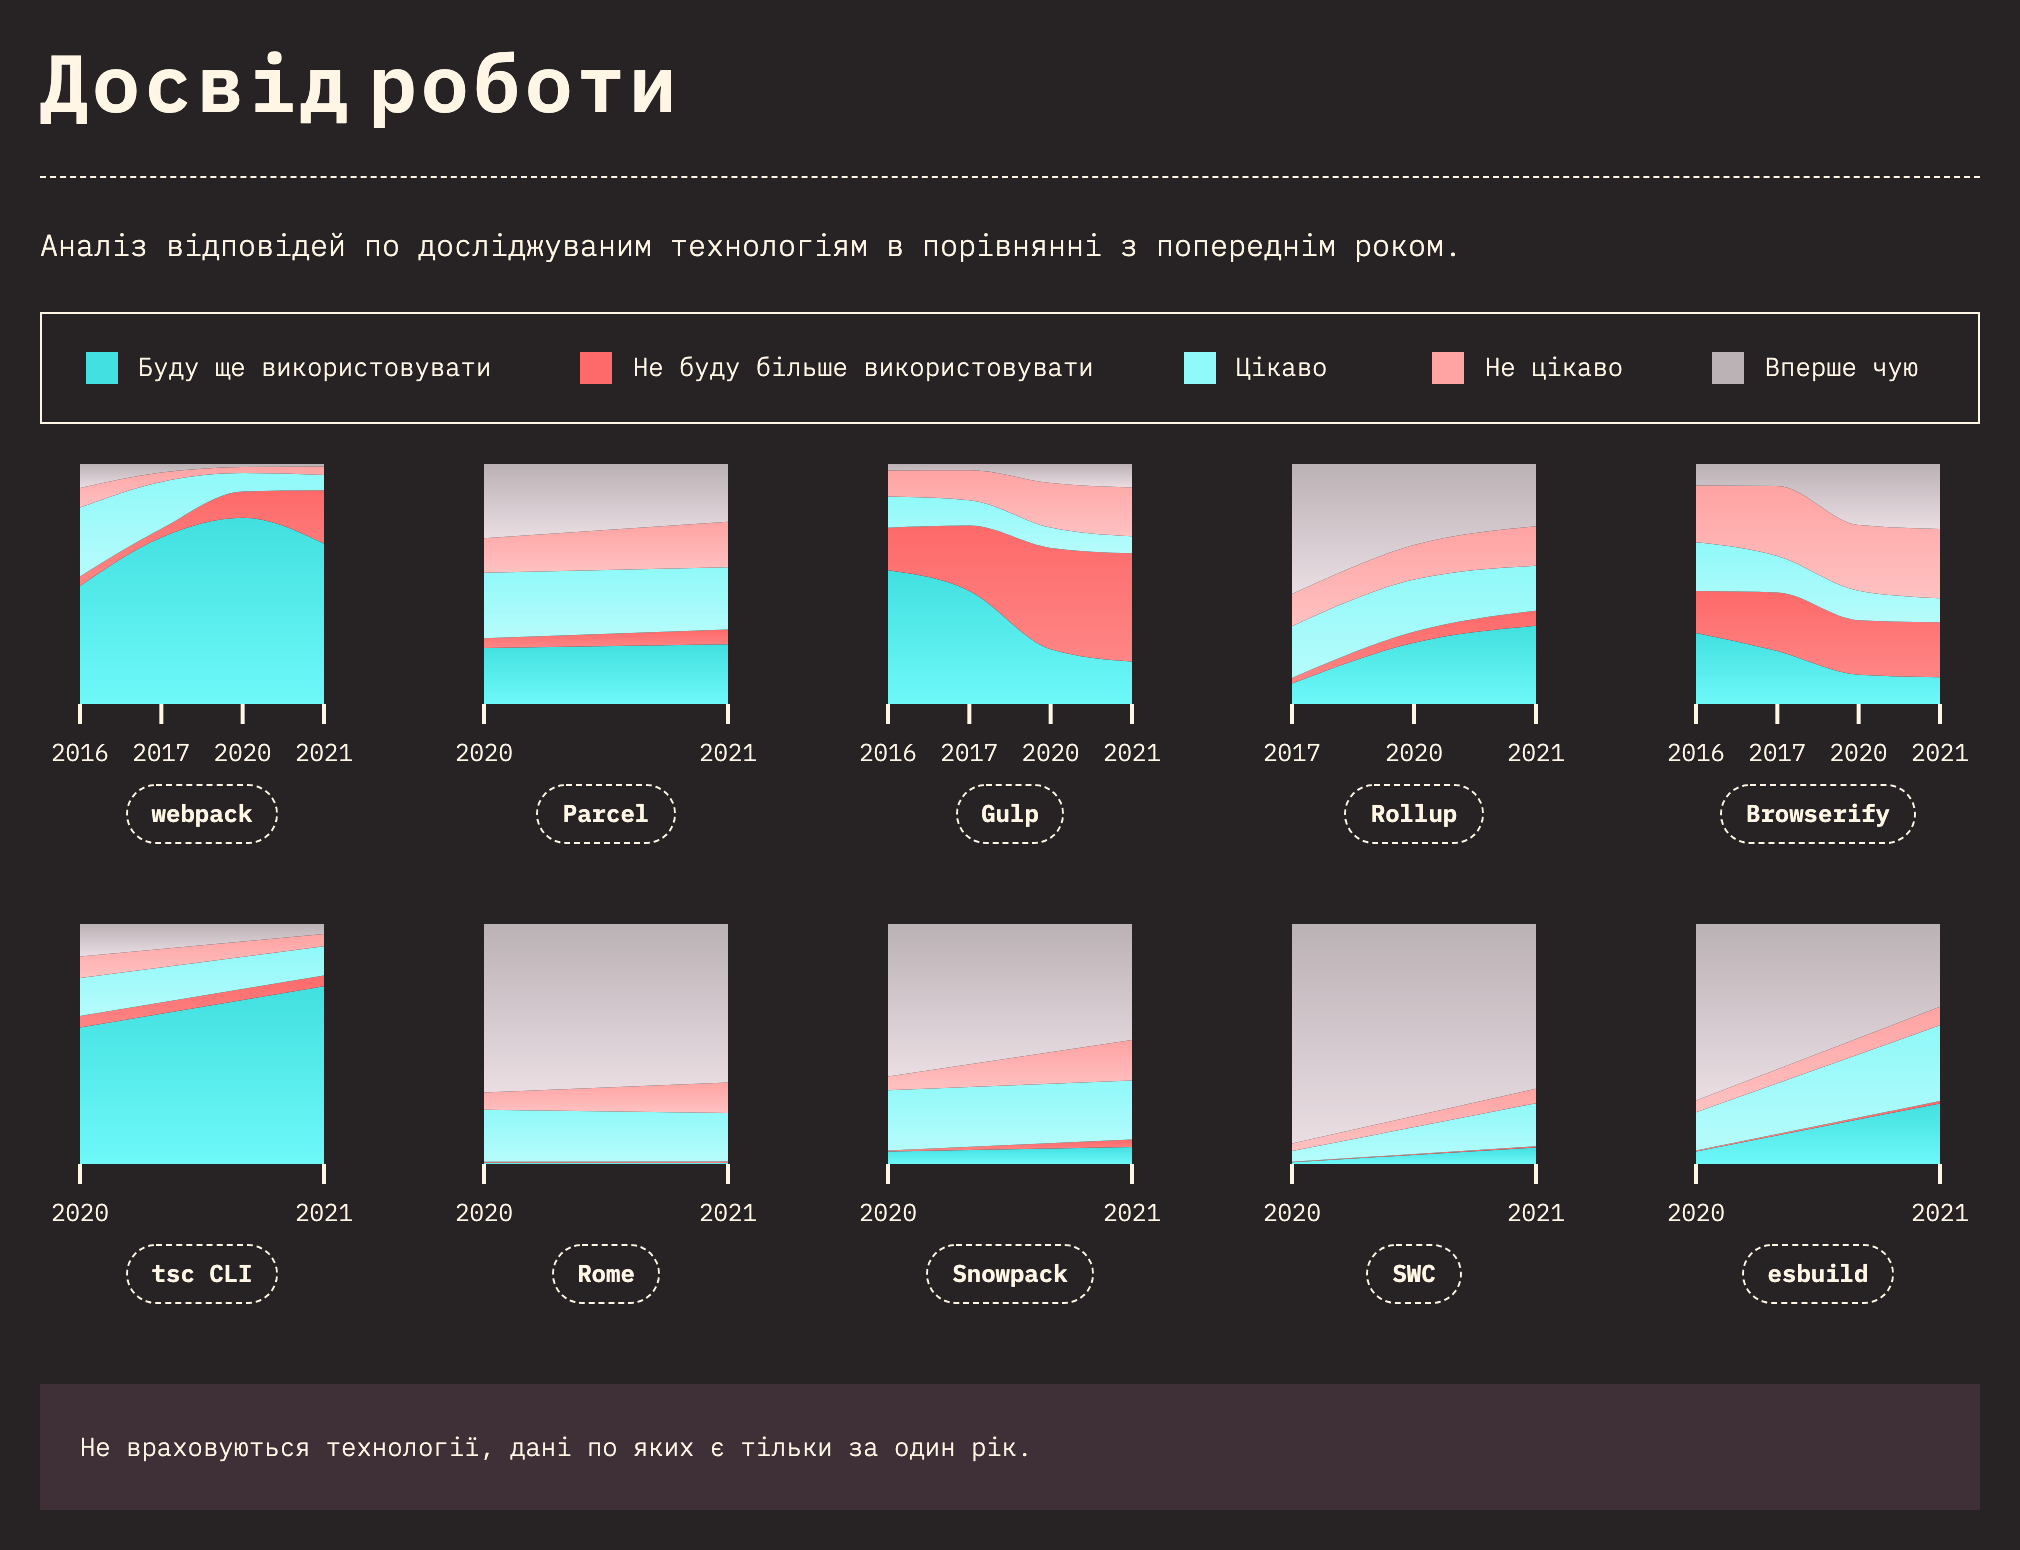 Досвід роботи
Аналіз відповідей по досліджуваним технологіям в порівнянні з попереднім роком.
Буду ще використовувати Не буду більше використовувати Цікаво Не цікаво Вперше чую
2016 2017 2020 2021 2020 2021 2016 2017 2020 2021 2017 2020 2021 2016 2017 2020 2021
webpack Parcel Gulp Rollup Browserify
2020 2021 2020 2021 2020 2021 2020 2021 2020 2021
tsc CLI Rome Snowpack SWC esbuild
Не враховуються технології, дані по яких є тільки за один рік.